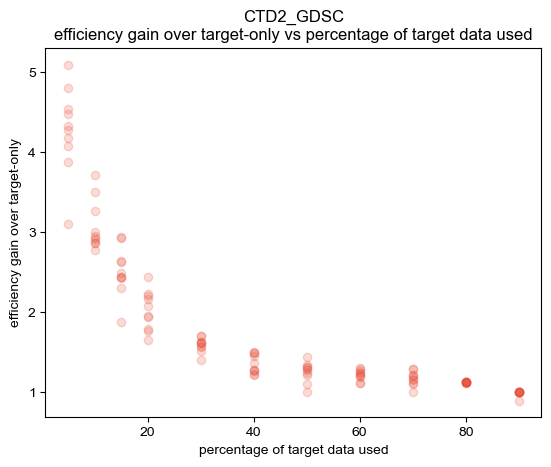 CTD2_GDSC
efficiency gain over target-only vs percentage of target data used
5
4
3
2
1
efficiency gain over target-only
20
40
60
80
percentage of target data used